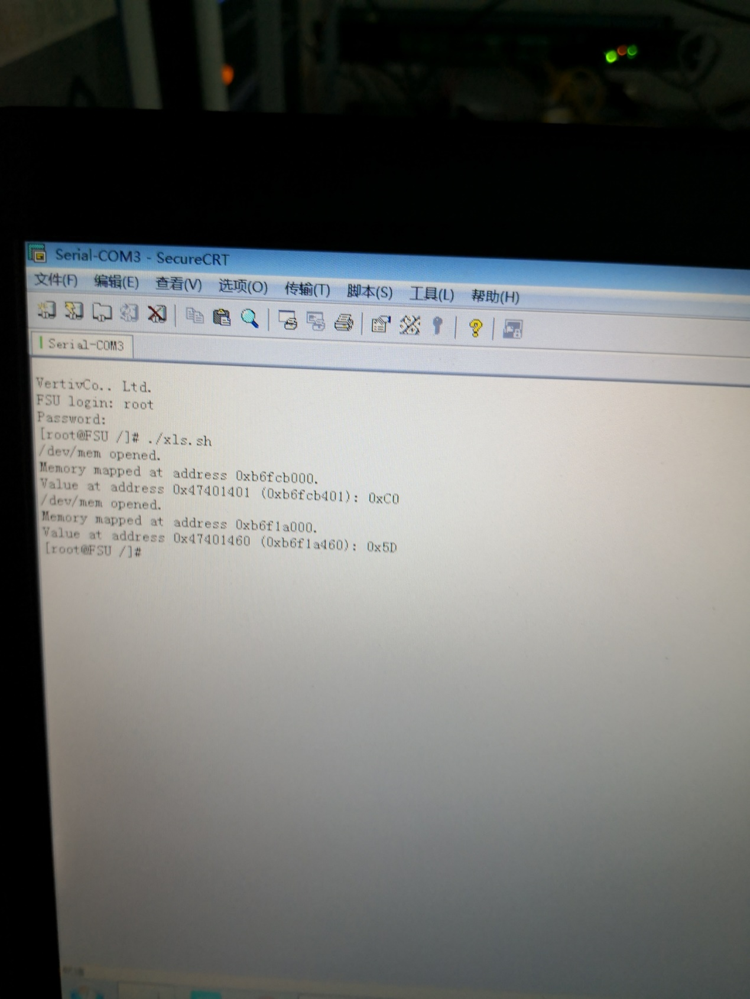 Serial-COM3 - SecureCRT
文件(F) 编辑(E) 查看(V) 选项(O) 传输(T) 脚本(S) 工具(L) 帮助(H)
Serial-COM3
VertivCo.. Ltd.
FSU login: root
Password:
[root@FSU /]# ./xls.sh
/dev/mem opened.
Memory mapped at address 0xb6fcb000.
Value at address 0x47401401 (0xb6fcb401): 0xC0
/dev/mem opened.
Memory mapped at address 0xb6f1a000.
Value at address 0x47401460 (0xb6f1a460): 0x5D
[root@FSU /]#